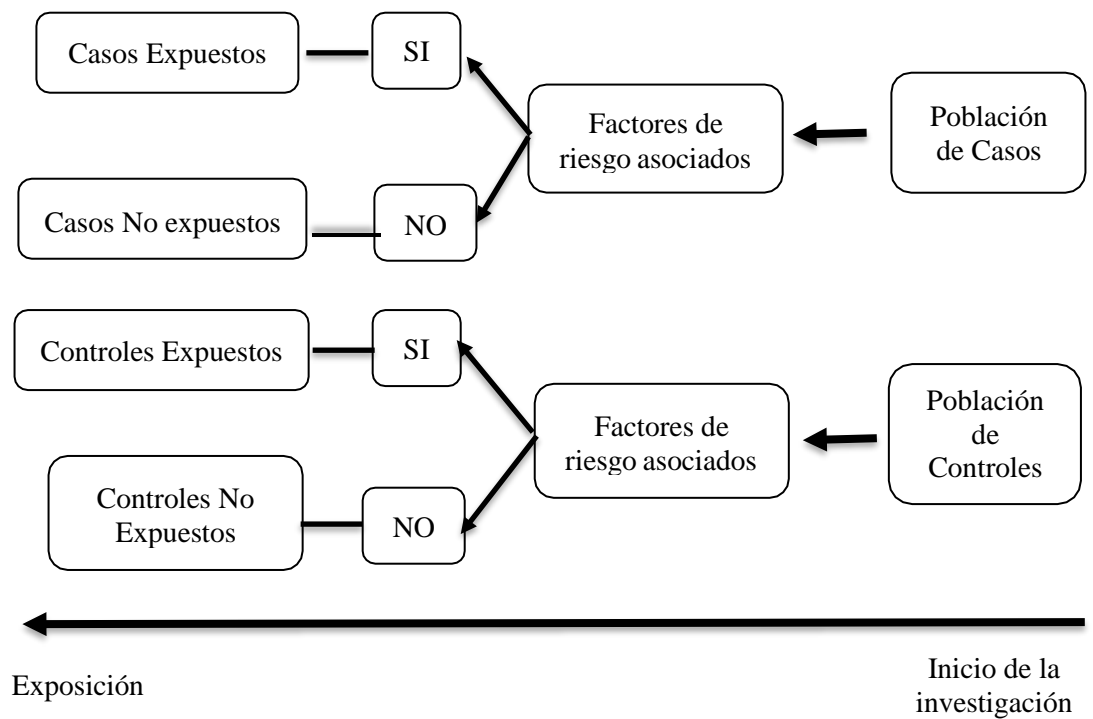 Casos Expuestos
SI
Factores de
riesgo asociados
Población
de Casos
Casos No expuestos
NO
Controles Expuestos
SI
Factores de
riesgo asociados
Población
de
Controles
Controles No
Expuestos
NO
Exposición
Inicio de la
investigación